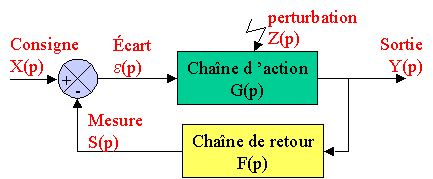 perturbation
Z(p)
Consigne
X(p)
Écart
ε(p)
Sortie
Y(p)
+
-
Chaîne d ’action
G(p)
Mesure
S(p)
Chaîne de retour
F(p)